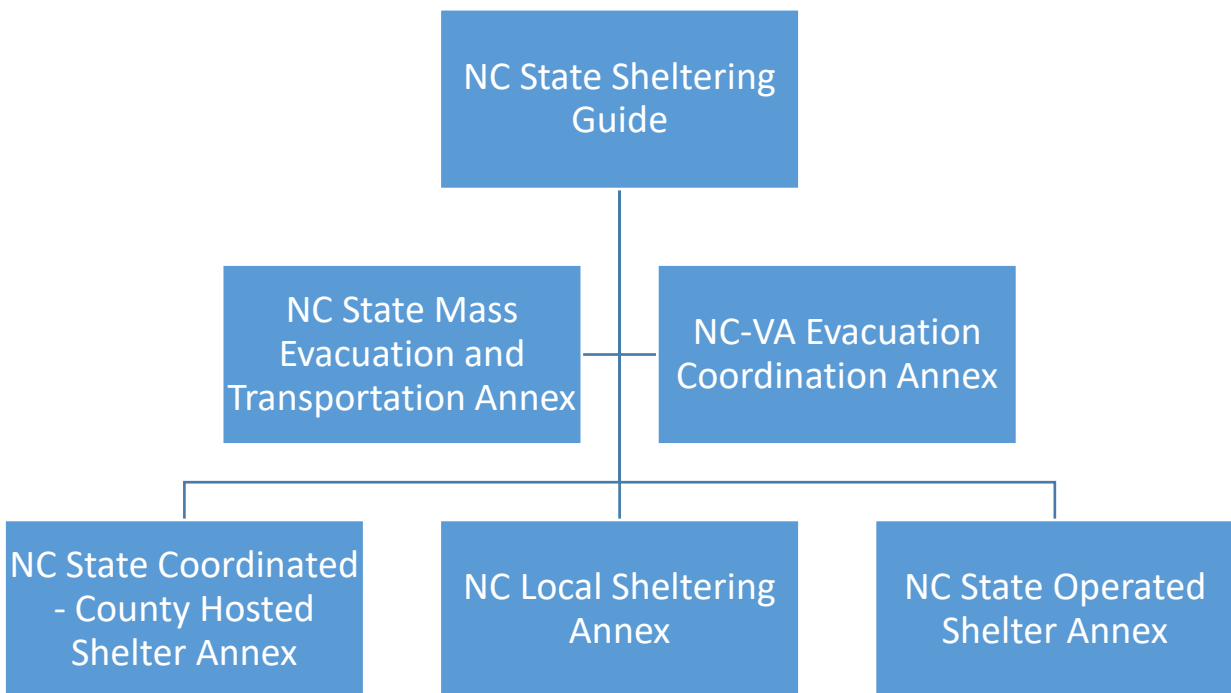 NC State Sheltering
Guide
NC State Mass
Evacuation and
Transportation Annex
NC-VA Evacuation
Coordination Annex
NC State Coordinated
- County Hosted
Shelter Annex
NC Local Sheltering
Annex
NC State Operated
Shelter Annex